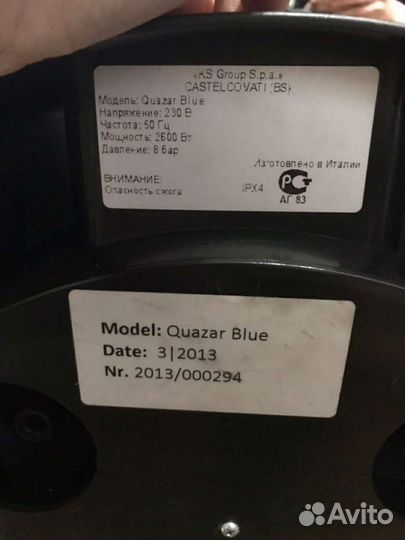 «KS Group S.p.a.»
CASTELCOVATI (BS)
Модель: Quazar Blue
Напряжение: 230 В
Частота: 50 Гц
Мощность: 2600 Вт
Давление: 8 бар
Изготовлено в Италии
ВНИМАНИЕ!
Опасность ожога
IPX4
АГ 83
Model: Quazar Blue
Date: 3|2013
Nr. 2013/000294
Avito